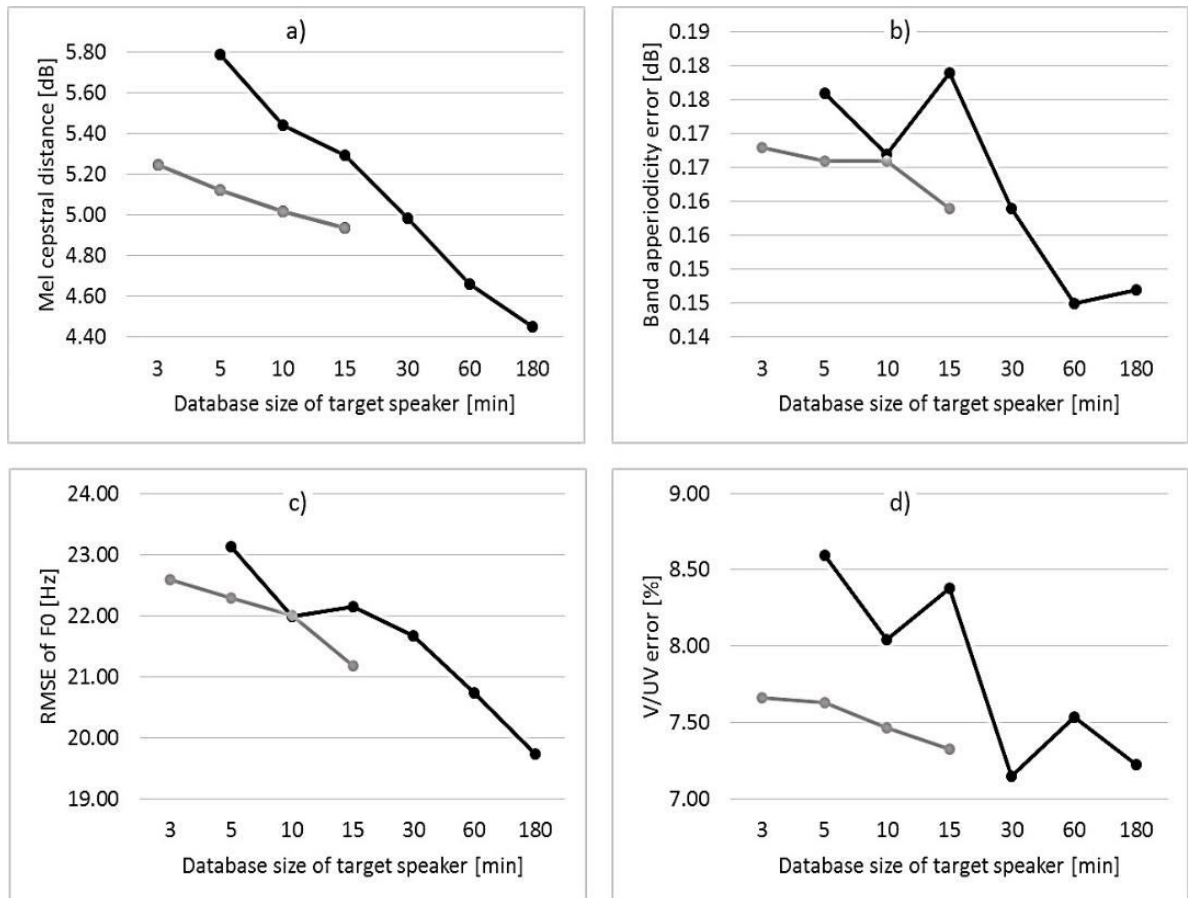 a)
Mel cepstral distance [dB]
5.80
5.60
5.40
5.20
5.00
4.80
4.60
4.40
3 5 10 15 30 60 180
Database size of target speaker [min]
b)
Band apperiodicity error [dB]
0.19
0.18
0.18
0.17
0.17
0.16
0.16
0.15
0.15
0.14
3 5 10 15 30 60 180
Database size of target speaker [min]
c)
RMSE of F0 [Hz]
24.00
23.00
22.00
21.00
20.00
19.00
3 5 10 15 30 60 180
Database size of target speaker [min]
d)
V/UV error [%]
9.00
8.50
8.00
7.50
7.00
3 5 10 15 30 60 180
Database size of target speaker [min]